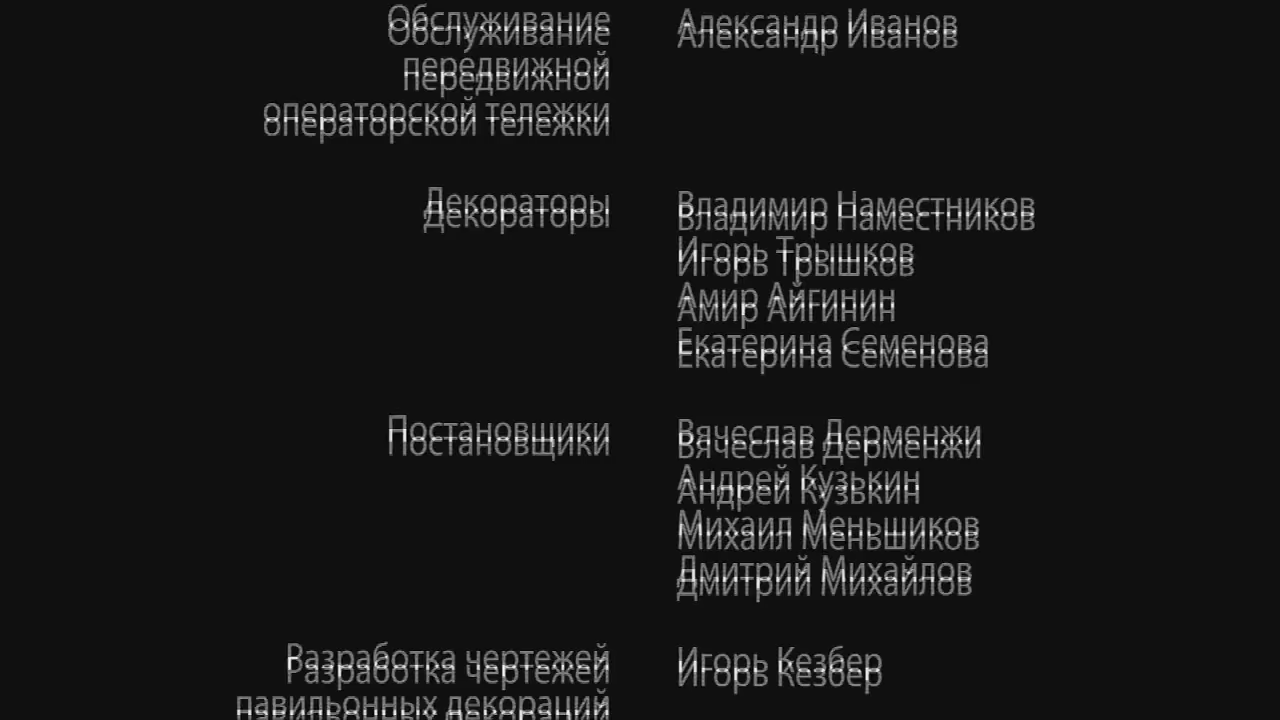 Обслуживание Александр Иванов
передвижной
операторской тележки
Декораторы Владимир Наместников
Игорь Трышков
Амир Айгинин
Екатерина Семенова
Постановщики Вячеслав Дерменжи
Андрей Кузькин
Михаил Меньшиков
Дмитрий Михайлов
Разработка чертежей Игорь Кезбер
павильонных декораций